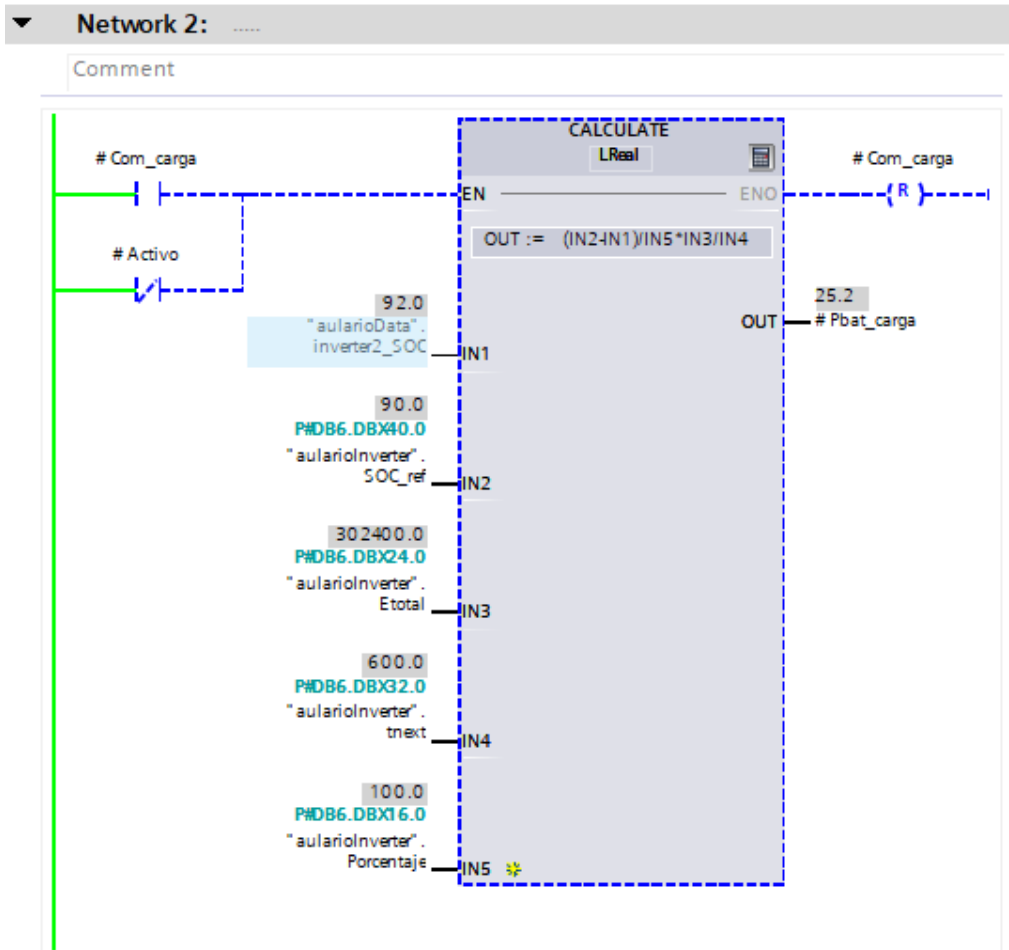 Network 2: .....
Comment
CALCULATE
LReal
# Com_carga
# Com_carga
EN
ENO
R
OUT := (IN2-IN1)/IN5*IN3/IN4
# Activo
92.0
"aularioData".
inverter2_SOC
IN1
25.2
OUT
# Pbat_carga
90.0
P#DB6.DBX40.0
"aularioInverter".
SOC_ref
IN2
302400.0
P#DB6.DBX24.0
"aularioInverter".
Etotal
IN3
600.0
P#DB6.DBX32.0
"aularioInverter".
tnext
IN4
100.0
P#DB6.DBX16.0
"aularioInverter".
Porcentaje
IN5